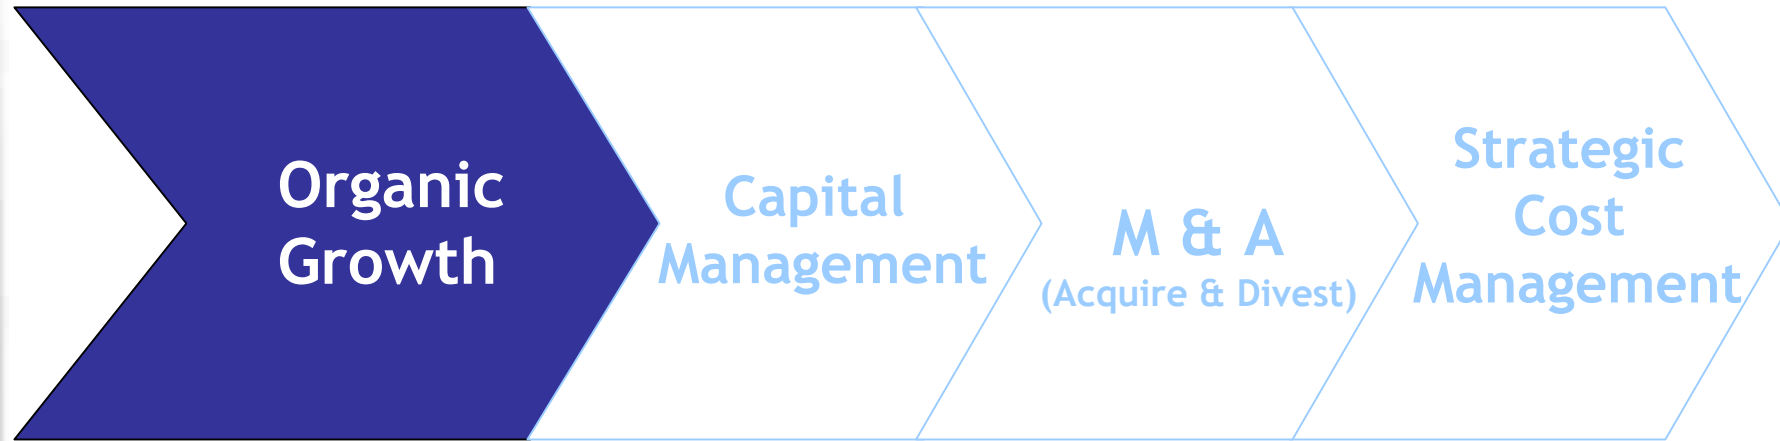 Organic
Growth
Capital
Management
M & A
(Acquire & Divest)
Strategic
Cost
Management